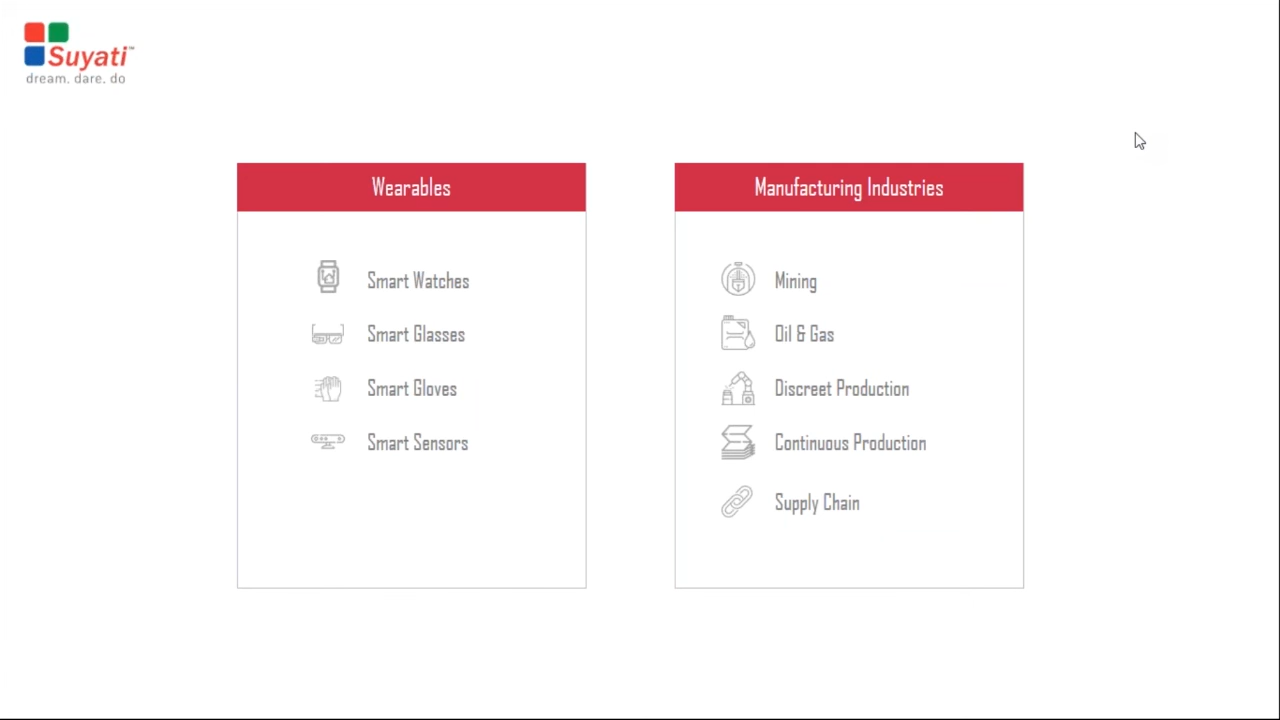 Suyati™
dream. dare. do
Wearables
Smart Watches
Smart Glasses
Smart Gloves
Smart Sensors
Manufacturing Industries
Mining
Oil & Gas
Discreet Production
Continuous Production
Supply Chain